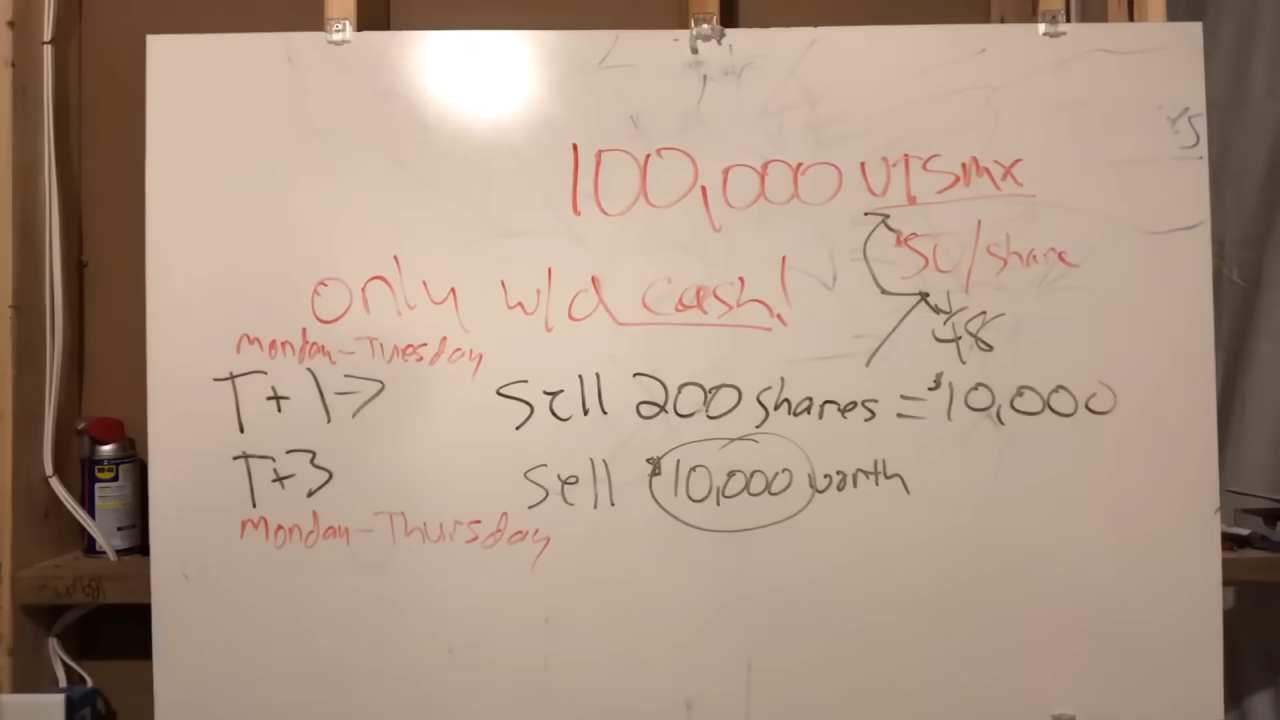 100,000 VTSmx
$50/share
only w/d cash!
48
monday-Tuesday
T+1-> Sell 200 shares = $10,000
T+3 Sell $10,000 worth
monday-Thursday